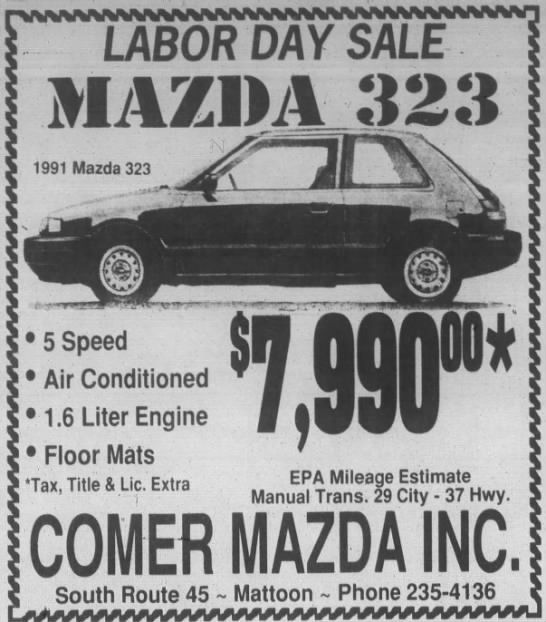 LABOR DAY SALE
MAZDA 323
1991 Mazda 323
• 5 Speed
• Air Conditioned
• 1.6 Liter Engine
• Floor Mats
*Tax, Title & Lic. Extra
$7,990.00*
EPA Mileage Estimate
Manual Trans. 29 City - 37 Hwy.
COMER MAZDA INC.
South Route 45 ~ Mattoon ~ Phone 235-4136